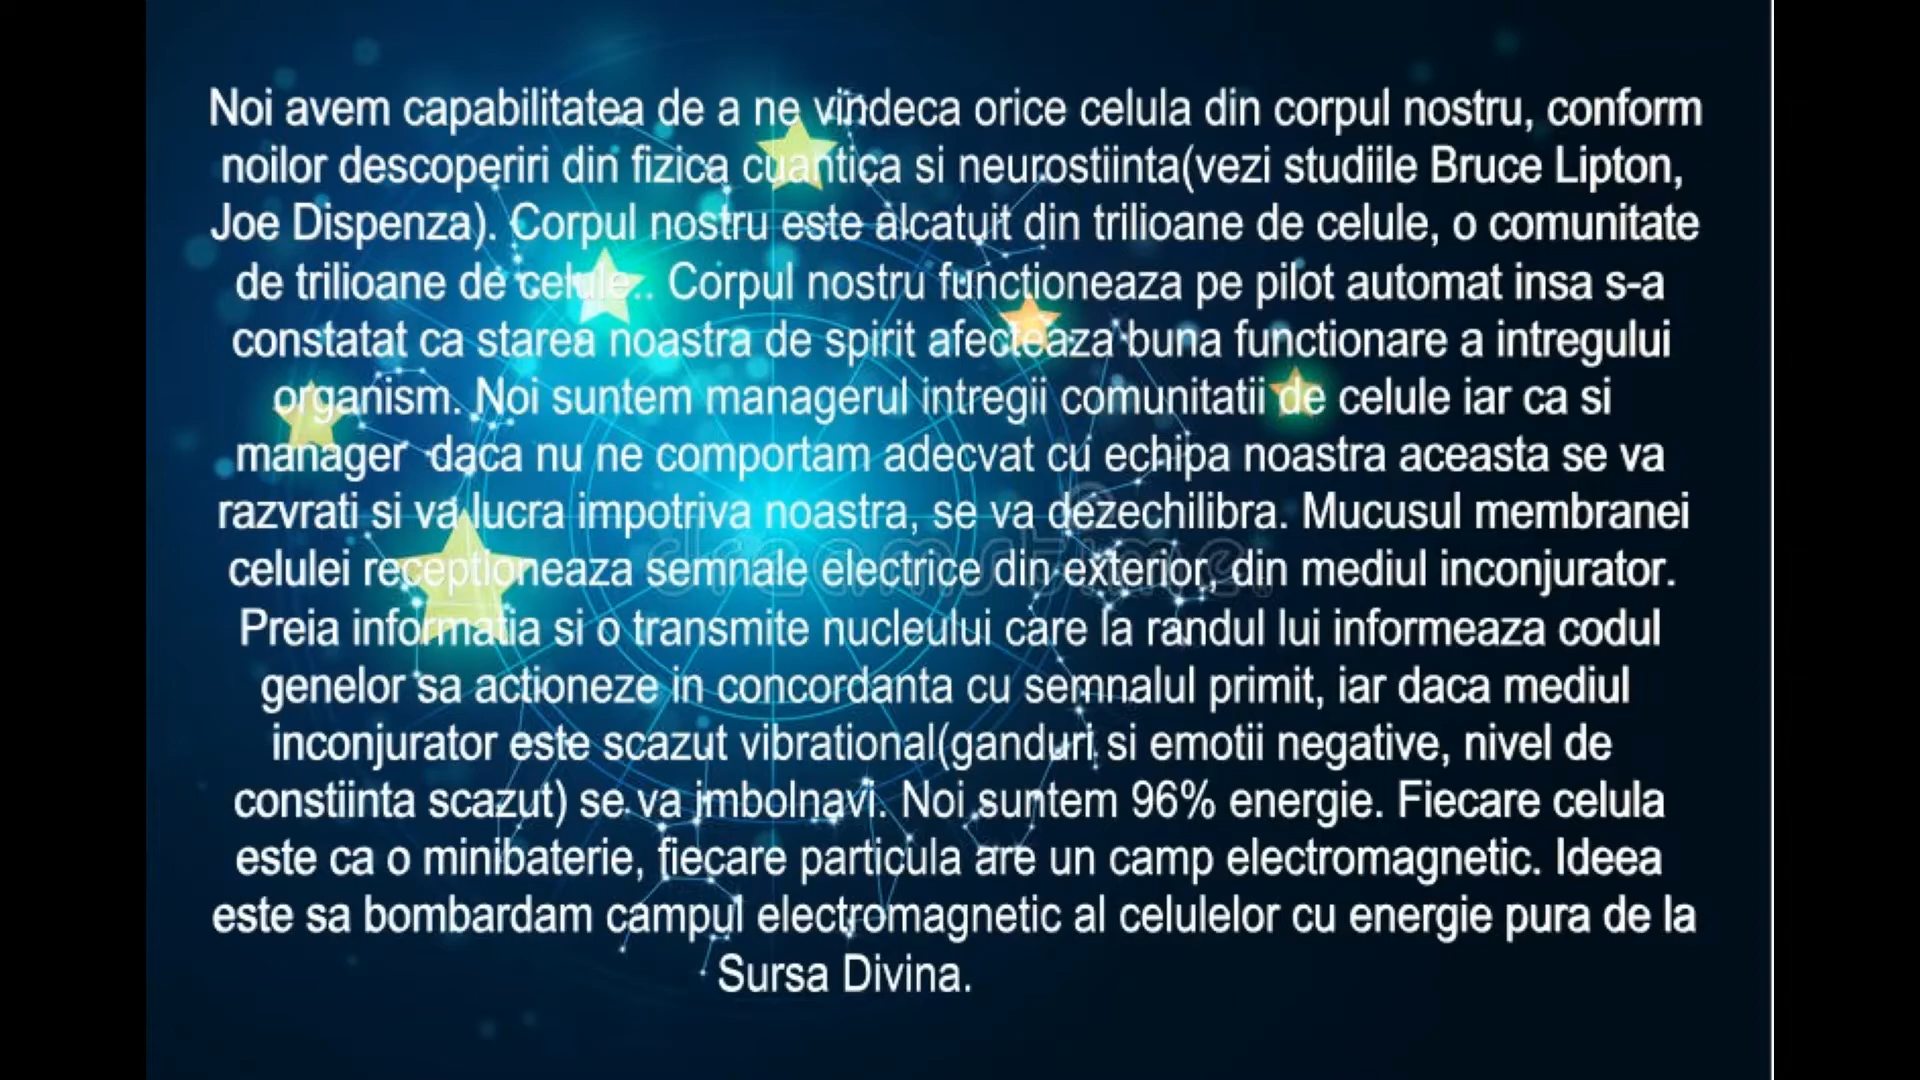 Noi avem capabilitatea de a ne vindeca orice celula din corpul nostru, conform
noilor descoperiri din fizica cuantica si neurostiinta(vezi studiile Bruce Lipton,
Joe Dispenza). Corpul nostru este alcatuit din trilioane de celule, o comunitate
de trilioane de celule.. Corpul nostru functioneaza pe pilot automat insa s-a
constatat ca starea noastra de spirit afecteaza buna functionare a intregului
organism. Noi suntem managerul intregii comunitatii de celule iar ca si
manager daca nu ne comportam adecvat cu echipa noastra aceasta se va
razvrati si va lucra impotriva noastra, se va dezechilibra. Mucusul membranei
celulei receptioneaza semnale electrice din exterior, din mediul inconjurator.
Preia informatia si o transmite nucleului care la randul lui informeaza codul
genelor sa actioneze in concordanta cu semnalul primit, iar daca mediul
inconjurator este scazut vibrational(ganduri si emotii negative, nivel de
constiinta scazut) se va imbolnavi. Noi suntem 96% energie. Fiecare celula
este ca o minibaterie, fiecare particula are un camp electromagnetic. Ideea
este sa bombardam campul electromagnetic al celulelor cu energie pura de la
Sursa Divina.
dreamstime